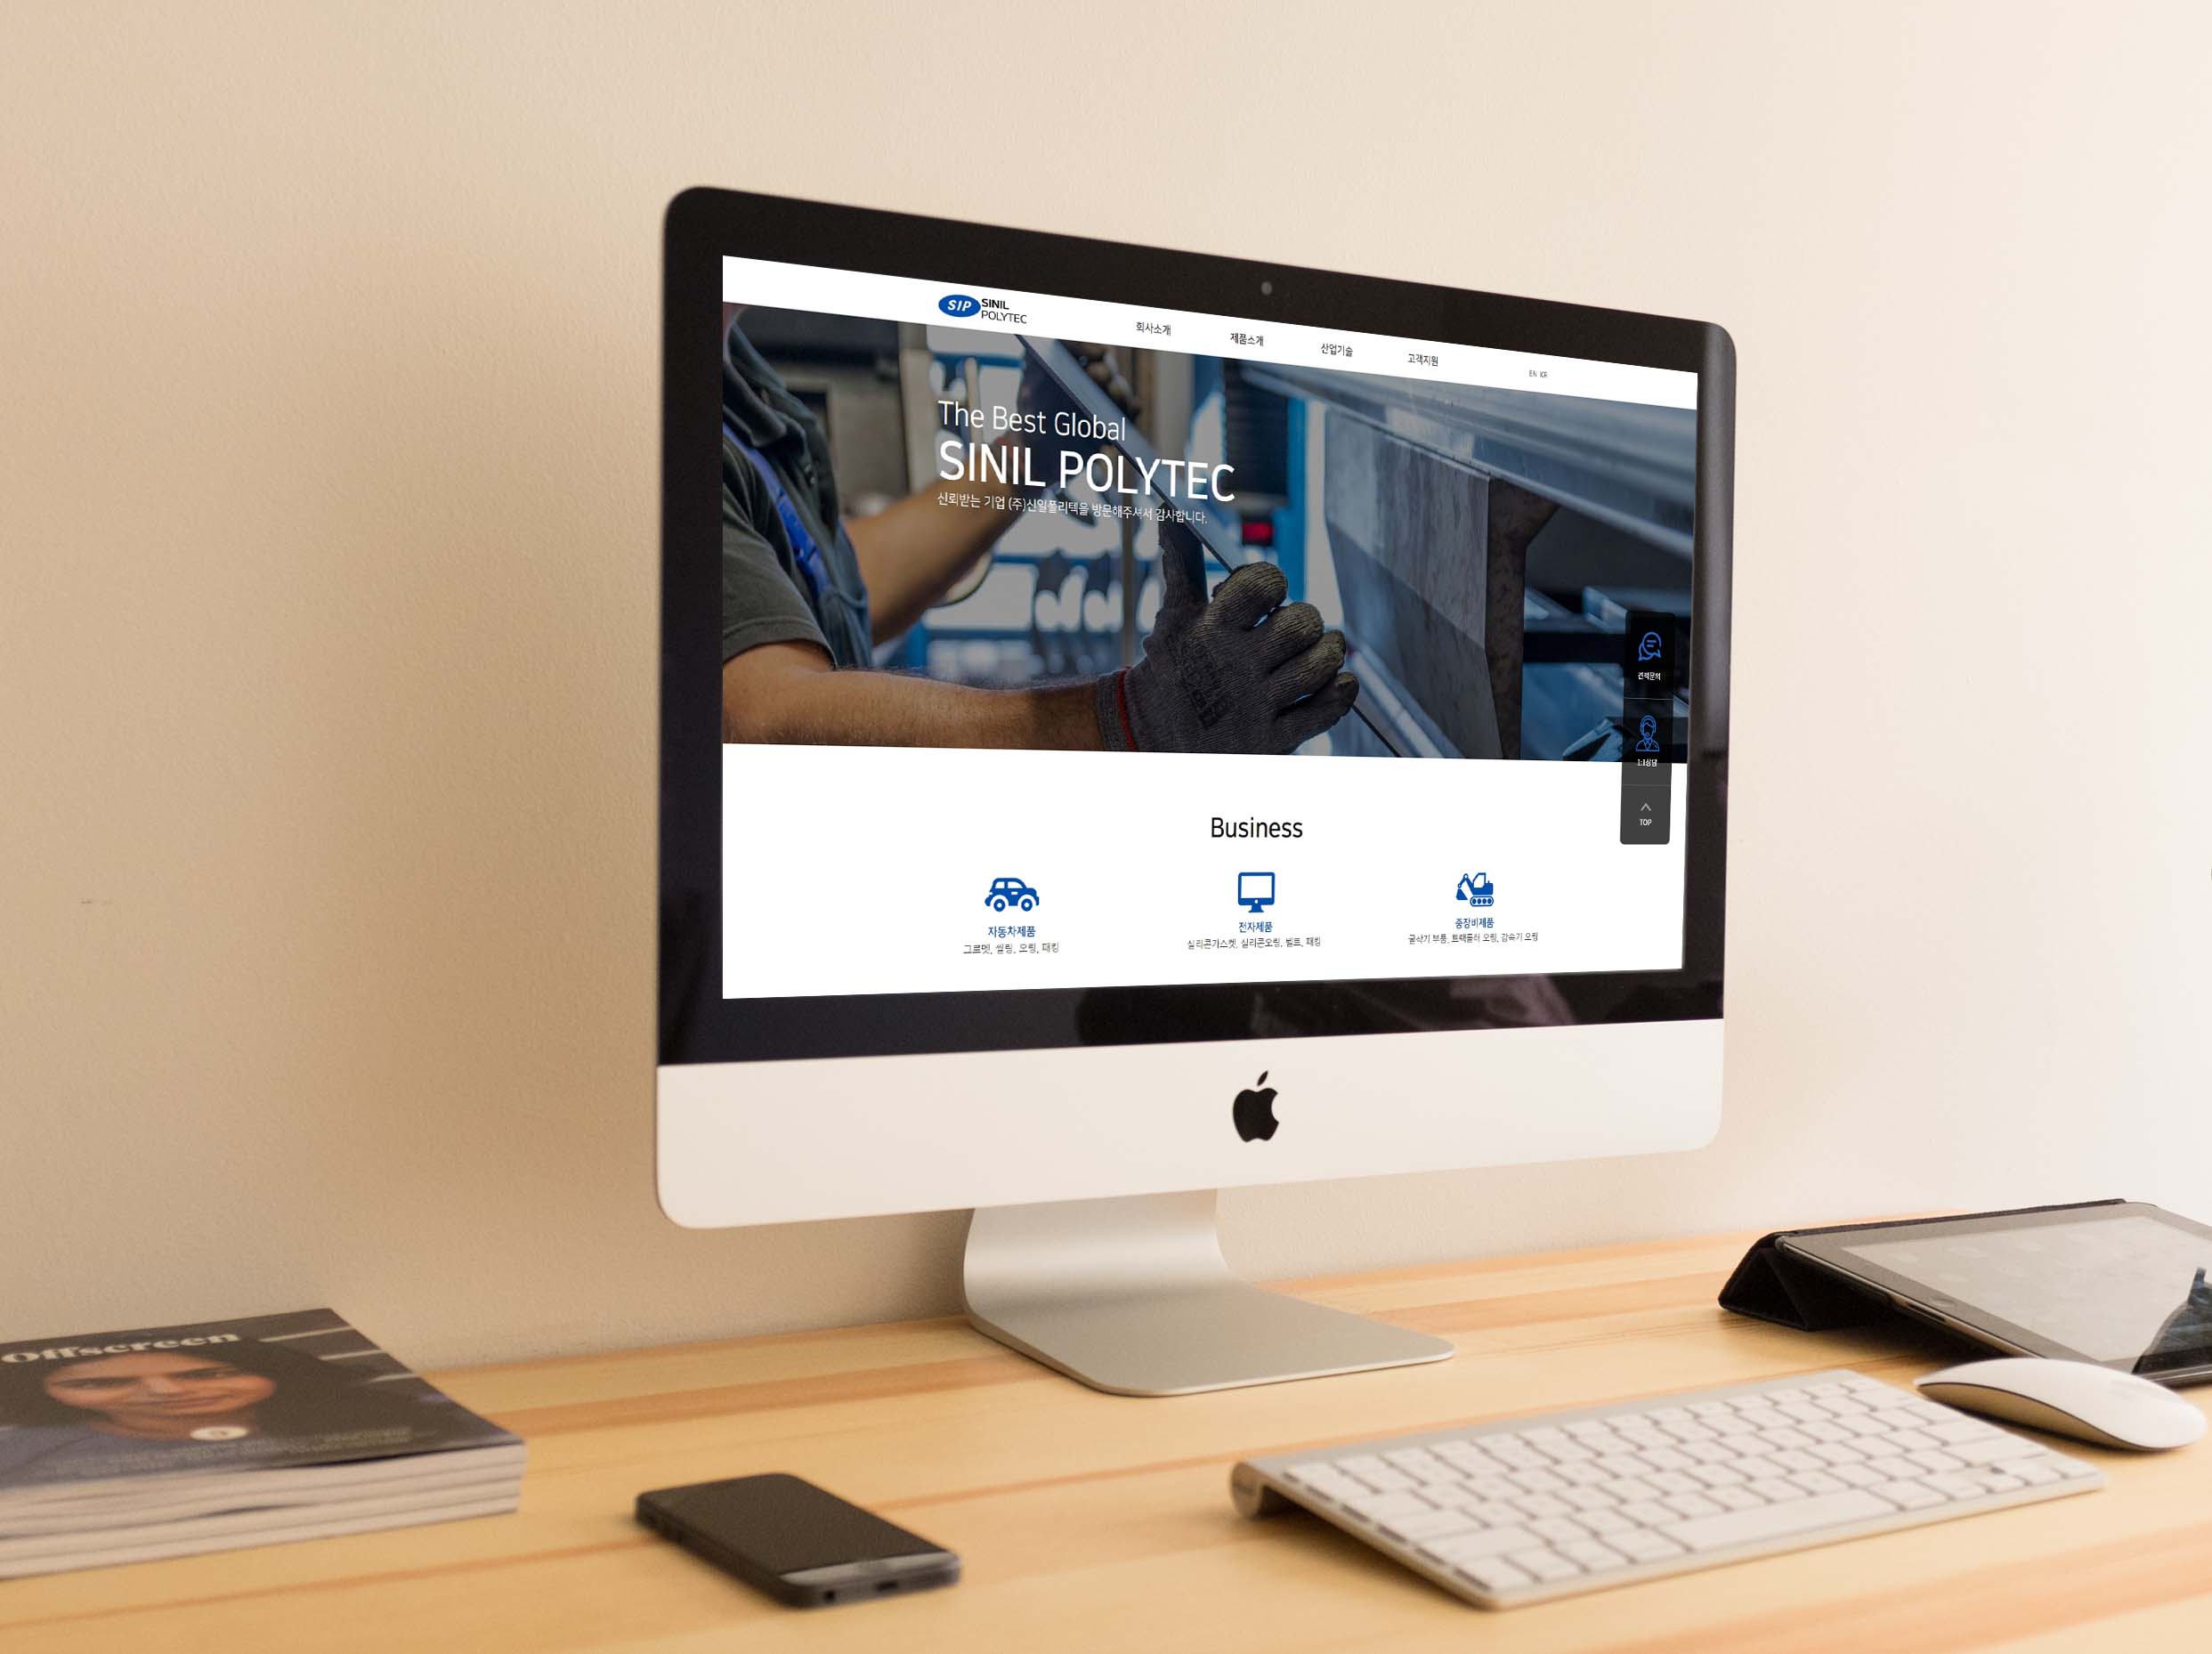 SIP SINIL
POLYTEC
회사소개
제품소개
산업기술
고객지원
EN KR
The Best Global
SINIL POLYTEC
신뢰받는 기업 (주)신일폴리텍을 방문해주셔서 감사합니다.
견적문의
1:1상담
TOP
Business
자동차제품
그로멧, 씰링, 오링, 패킹
전자제품
실리콘가스켓, 실리콘오링, 벨트, 패킹
중장비제품
굴삭기 부품, 트랙롤러 오링, 감속기 오링
Offscreen